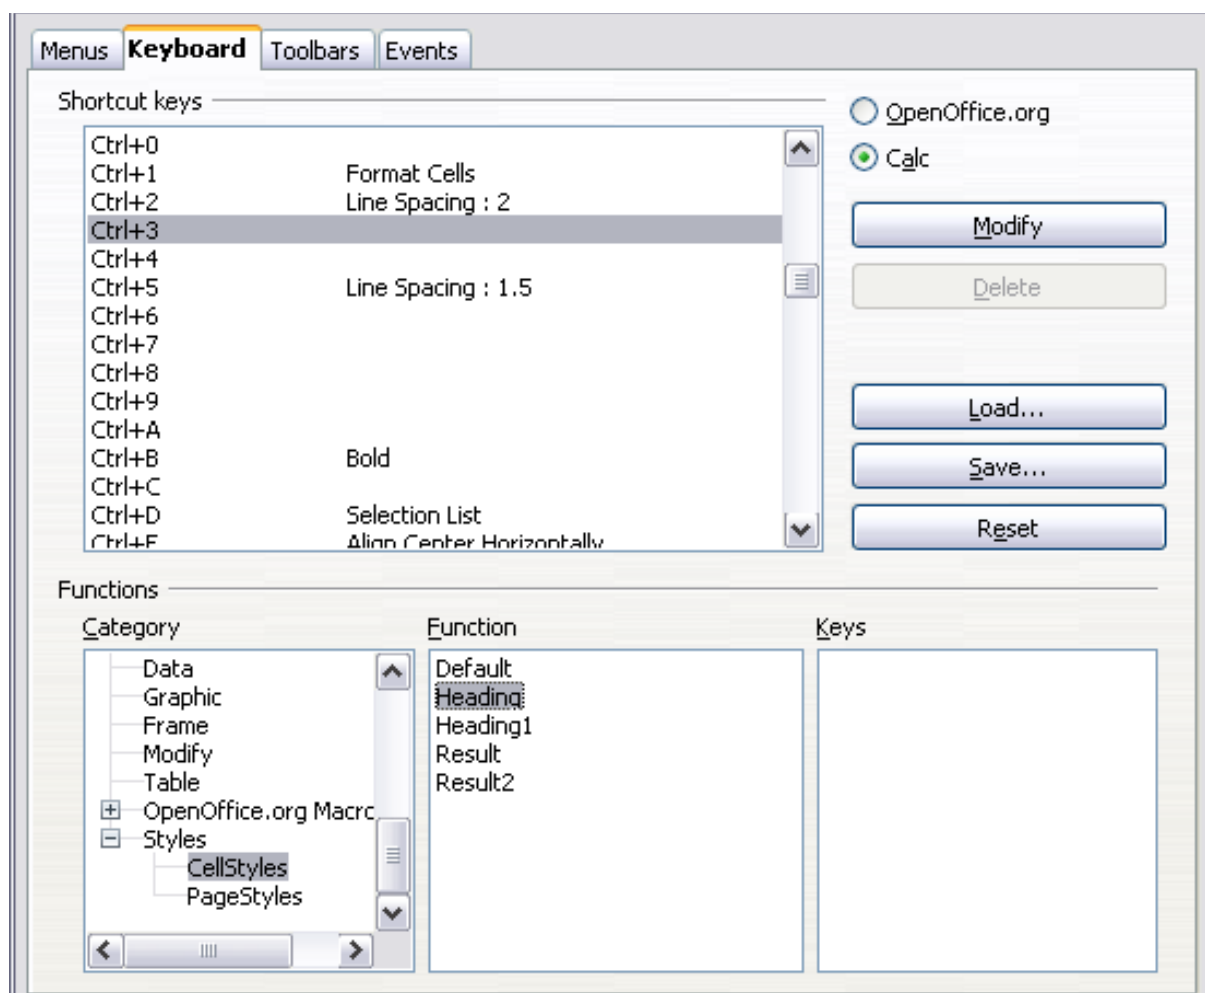 Menus Keyboard Toolbars Events
Shortcut keys
OpenOffice.org
Calc
Ctrl+0
Ctrl+1 Format Cells
Ctrl+2 Line Spacing : 2
Ctrl+3
Ctrl+4
Ctrl+5 Line Spacing : 1.5
Ctrl+6
Ctrl+7
Ctrl+8
Ctrl+9
Ctrl+A
Ctrl+B Bold
Ctrl+C
Ctrl+D Selection List
Ctrl+E Align Center Horizontally
Modify
Delete
Load...
Save...
Reset
Functions
Category
Data
Graphic
Frame
Modify
Table
OpenOffice.org Macro
Styles
CellStyles
PageStyles
Function
Default
Heading
Heading1
Result
Result2
Keys